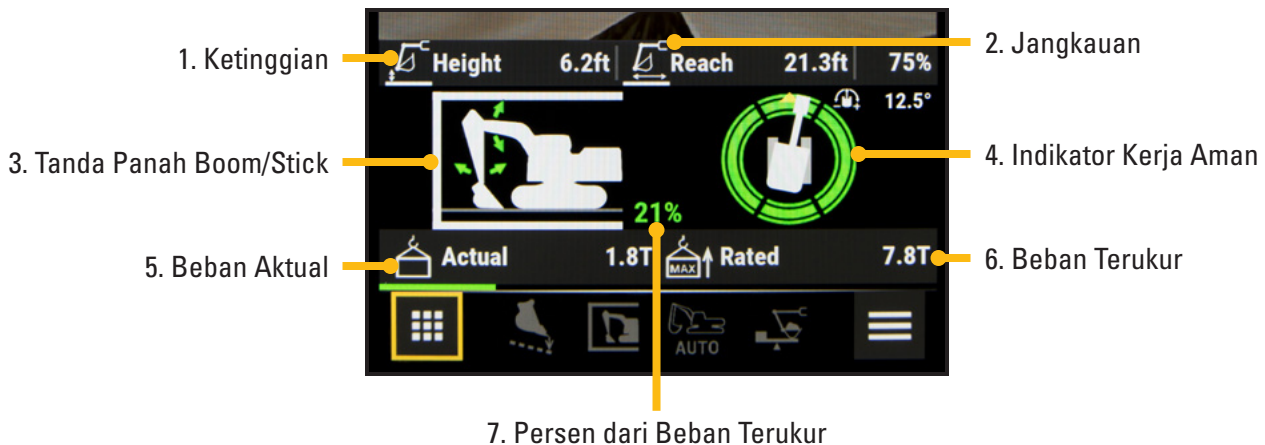 1. Ketinggian
2. Jangkauan
Height 6.2ft Reach 21.3ft 75%
12.5°
3. Tanda Panah Boom/Stick
4. Indikator Kerja Aman
21%
5. Beban Aktual
Actual 1.8T MAX Rated 7.8T
6. Beban Terukur
AUTO
7. Persen dari Beban Terukur